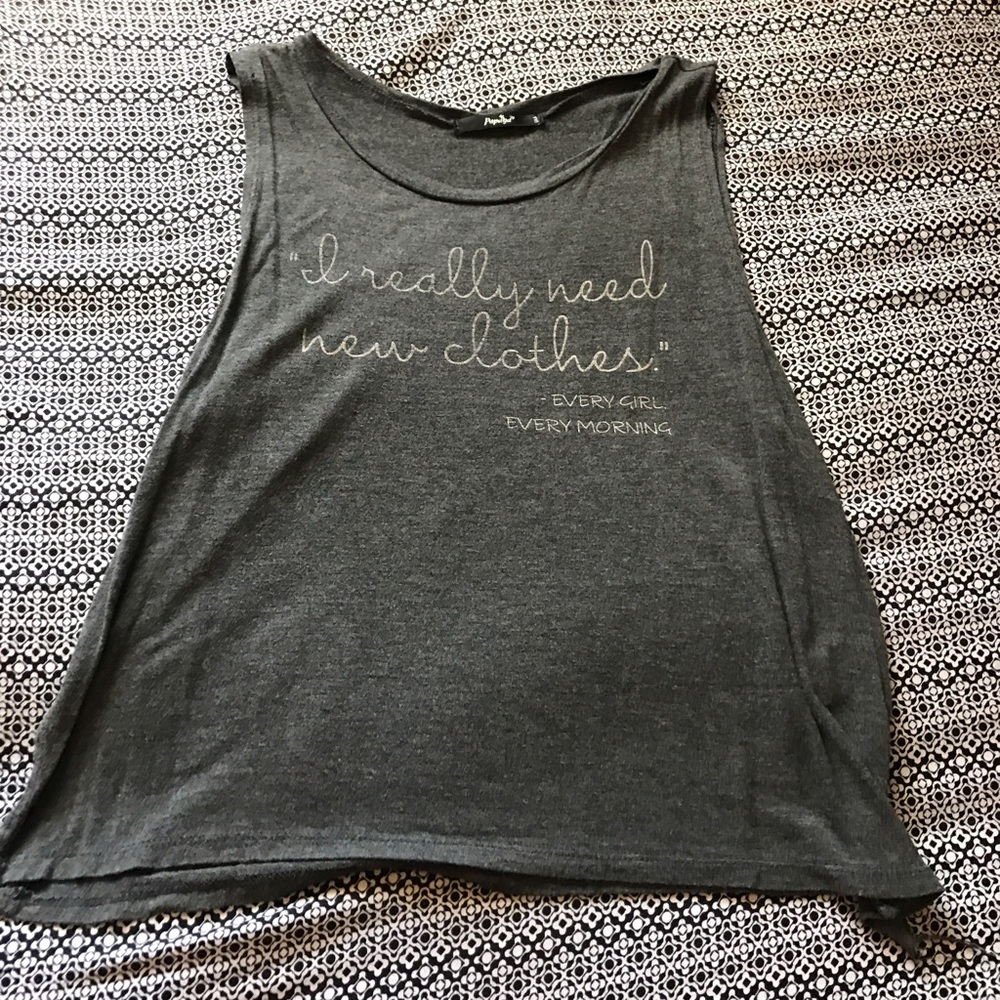 "I really need
new clothes."
- EVERY GIRL.
EVERY MORNING